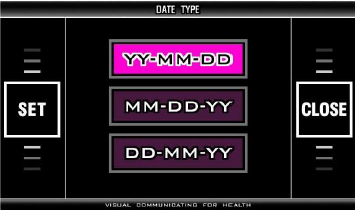 DATE TYPE
YY-MM-DD
SET
MM-DD-YY
CLOSE
DD-MM-YY
VISUAL COMMUNICATING FOR HEALTH